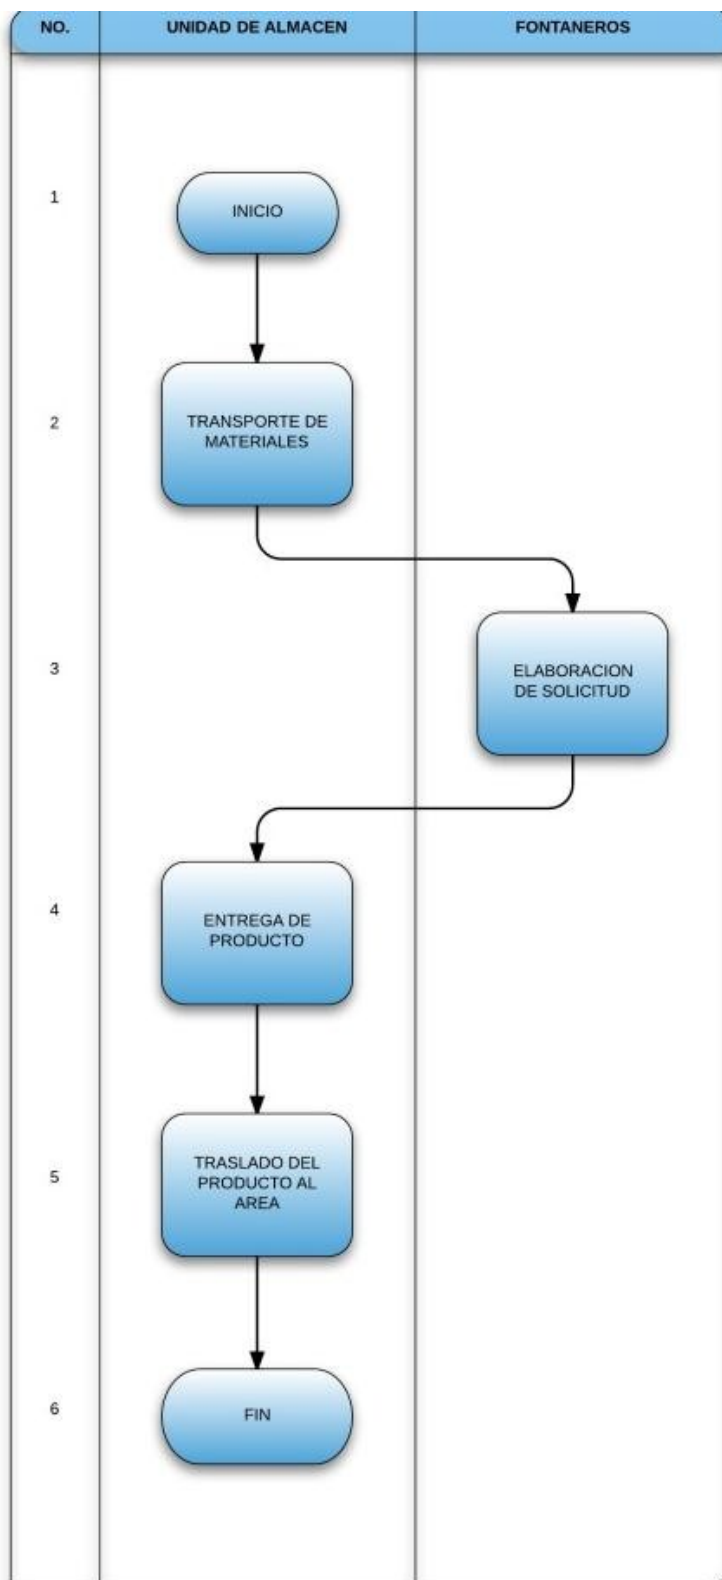 NO. UNIDAD DE ALMACEN FONTANEROS
1 INICIO
2 TRANSPORTE DE
MATERIALES
3 ELABORACION
DE SOLICITUD
4 ENTREGA DE
PRODUCTO
5 TRASLADO DEL
PRODUCTO AL
AREA
6 FIN